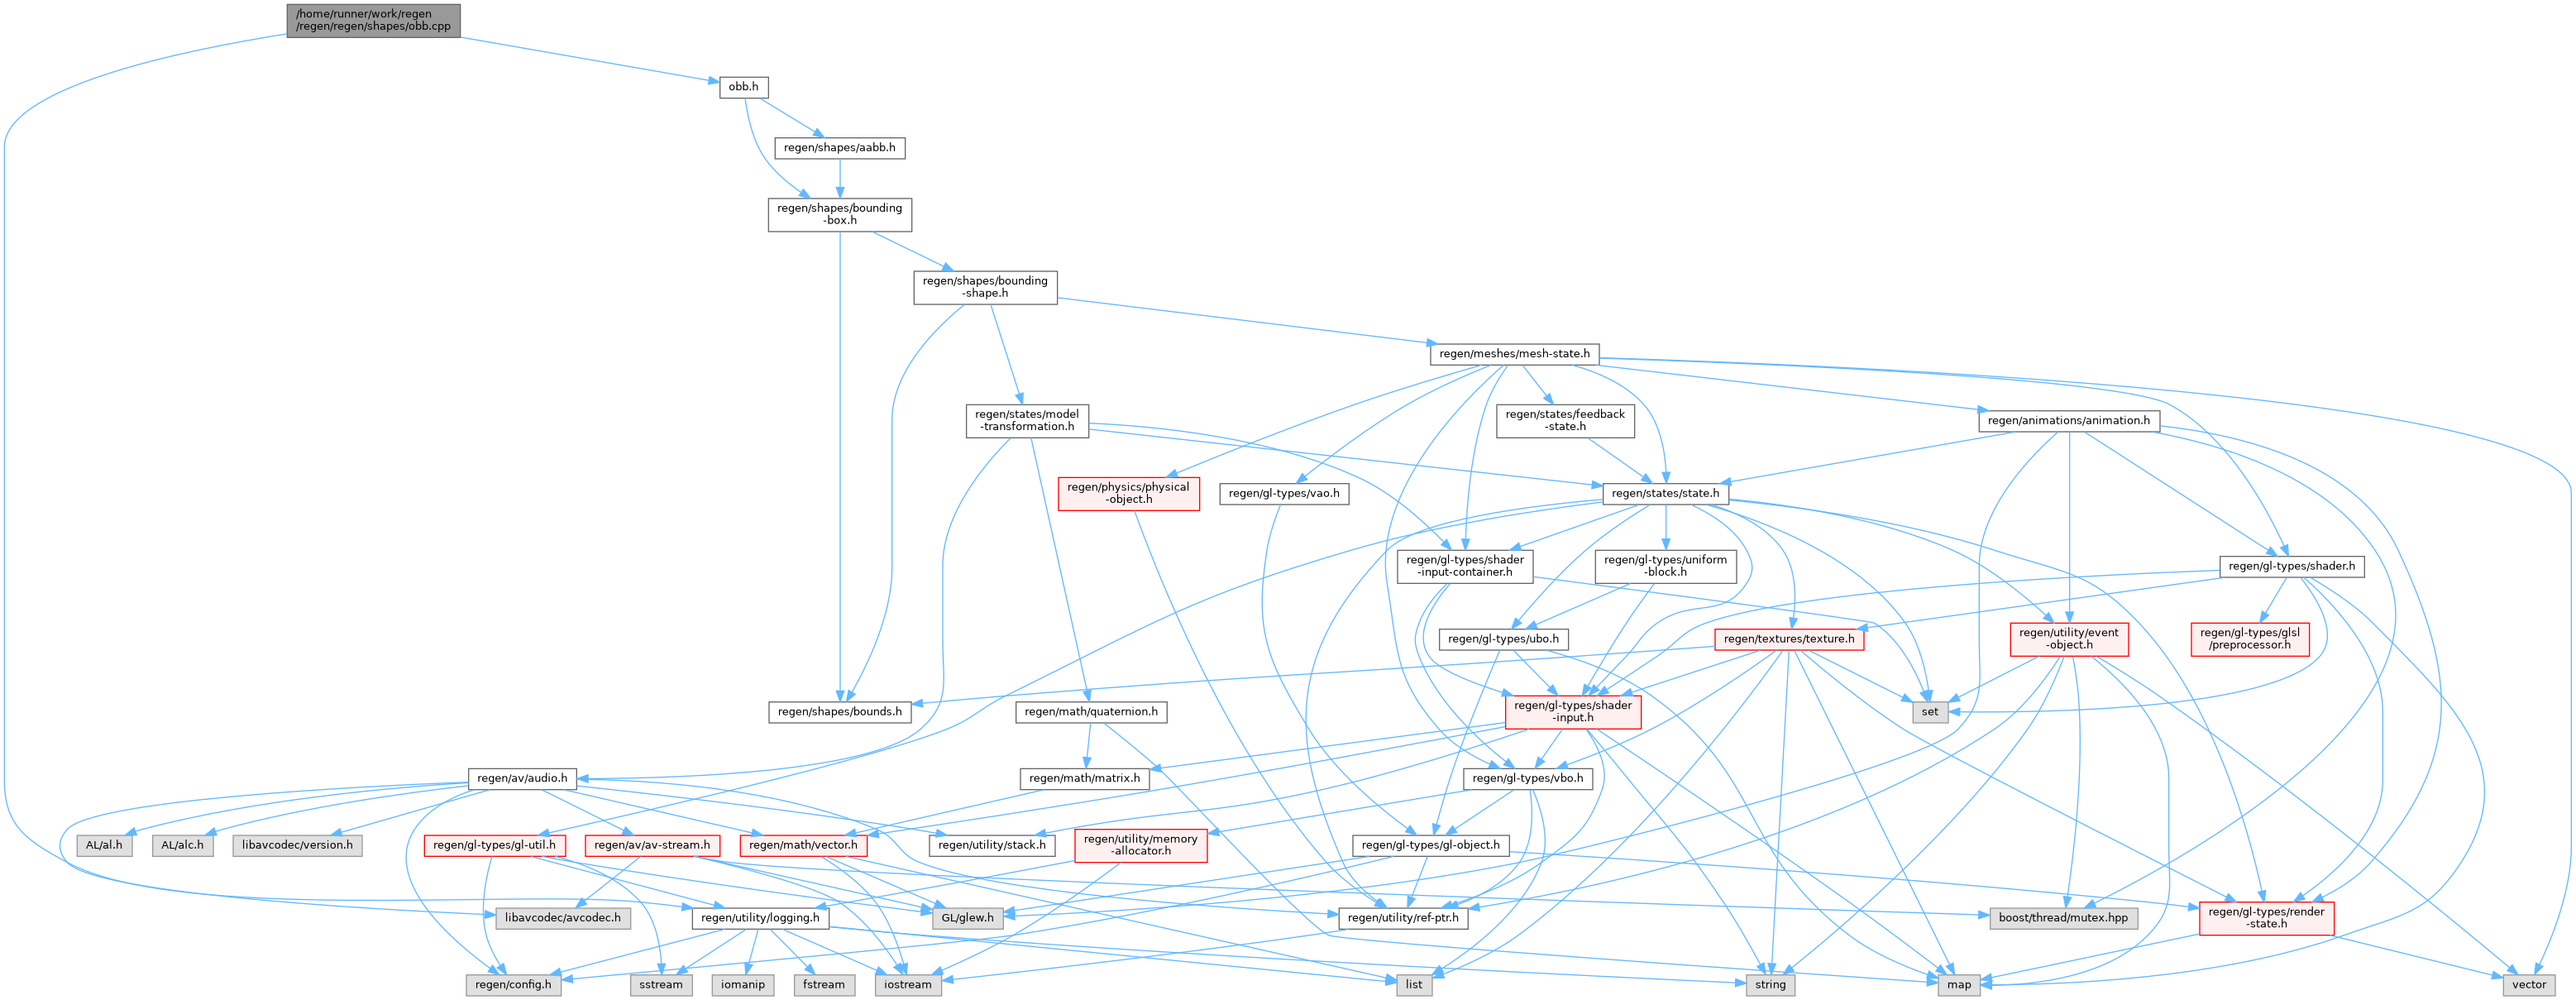 /home/runner/work/regen
/regen/regen/shapes/obb.cpp
obb.h
regen/shapes/aabb.h
regen/shapes/bounding
-box.h
regen/shapes/bounding
-shape.h
regen/meshes/mesh-state.h
regen/states/model
-transformation.h
regen/states/feedback
-state.h
regen/animations/animation.h
regen/physics/physical
-object.h
regen/gl-types/vao.h
regen/states/state.h
regen/gl-types/shader
-input-container.h
regen/gl-types/uniform
-block.h
regen/gl-types/shader.h
regen/gl-types/ubo.h
regen/textures/texture.h
regen/utility/event
-object.h
regen/gl-types/glsl
/preprocessor.h
regen/shapes/bounds.h
regen/math/quaternion.h
regen/gl-types/shader
-input.h
set
regen/av/audio.h
regen/math/matrix.h
regen/gl-types/vbo.h
AL/al.h
AL/alc.h
libavcodec/version.h
regen/gl-types/gl-util.h
regen/av/av-stream.h
regen/math/vector.h
regen/utility/stack.h
regen/utility/memory
-allocator.h
regen/gl-types/gl-object.h
libavcodec/avcodec.h
regen/utility/logging.h
GL/glew.h
regen/utility/ref-ptr.h
boost/thread/mutex.hpp
regen/gl-types/render
-state.h
regen/config.h
sstream
iomanip
fstream
iostream
list
string
map
vector